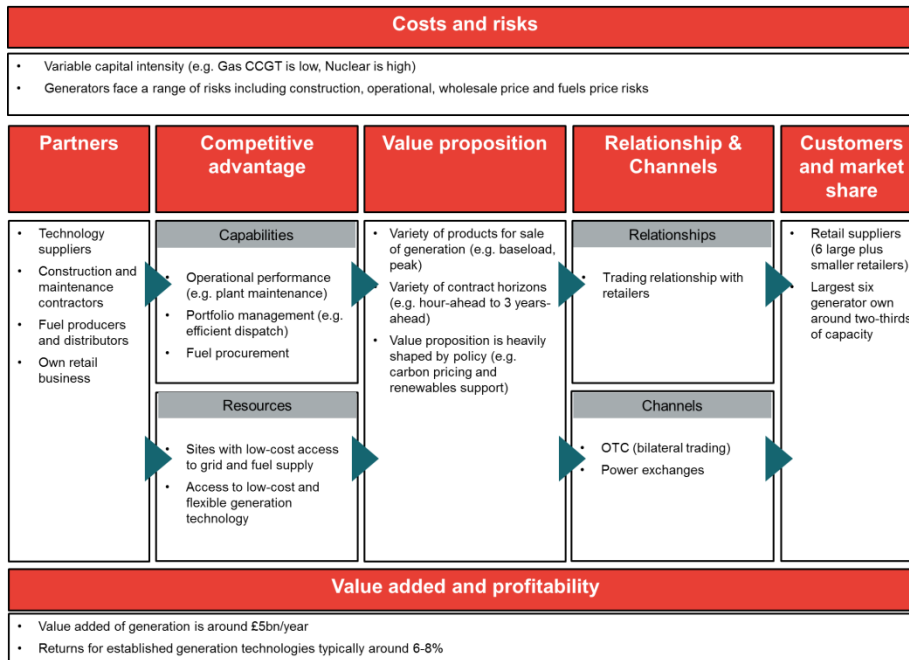 Costs and risks
• Variable capital intensity (e.g. Gas CCGT is low, Nuclear is high)
• Generators face a range of risks including construction, operational, wholesale price and fuels price risks
Partners
• Technology
suppliers
• Construction and
maintenance
contractors
• Fuel producers
and distributors
• Own retail
business
Competitive
advantage
Capabilities
• Operational performance
(e.g. plant maintenance)
• Portfolio management (e.g.
efficient dispatch)
• Fuel procurement
Resources
• Sites with low-cost access
to grid and fuel supply
• Access to low-cost and
flexible generation
technology
Value proposition
• Variety of products for sale
of generation (e.g. baseload,
peak)
• Variety of contract horizons
(e.g. hour-ahead to 3 years-
ahead)
• Value proposition is heavily
shaped by policy (e.g.
carbon pricing and
renewables support)
Relationship &
Channels
Relationships
• Trading relationship with
retailers
Channels
• OTC (bilateral trading)
• Power exchanges
Customers
and market
share
• Retail suppliers
(6 large plus
smaller retailers)
• Largest six
generator own
around two-thirds
of capacity
Value added and profitability
• Value added of generation is around £5bn/year
• Returns for established generation technologies typically around 6-8%